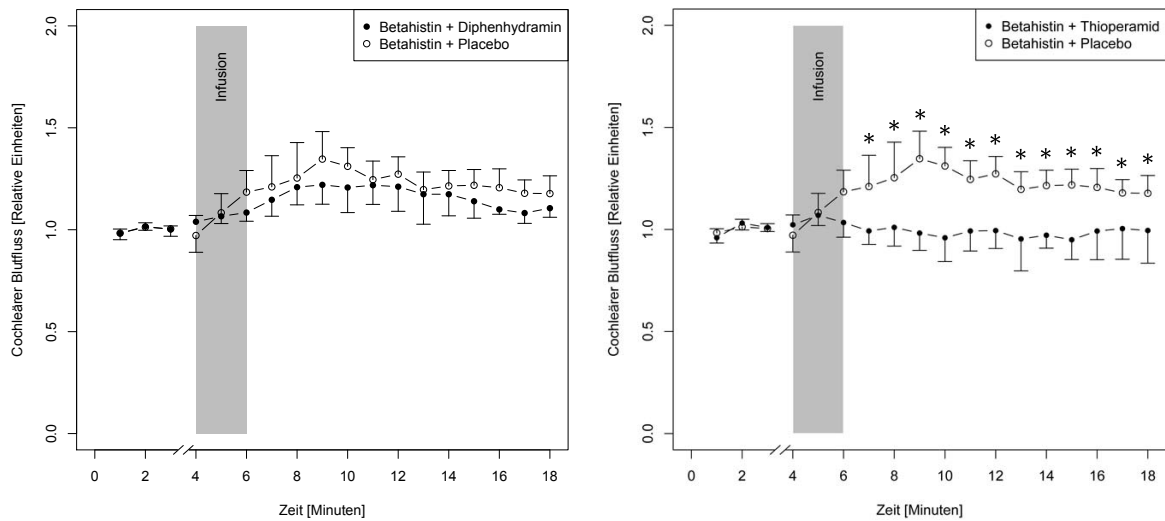 Cochleärer Blutfluss [Relative Einheiten]
2.0
1.5
1.0
0.5
0.0
Infusion
Betahistin + Diphenhydramin
Betahistin + Placebo
0 2 4 6 8 10 12 14 16 18
Zeit [Minuten]
Cochleärer Blutfluss [Relative Einheiten]
2.0
1.5
1.0
0.5
0.0
Infusion
Betahistin + Thioperamid
Betahistin + Placebo
* * * * * * * * * * * *
0 2 4 6 8 10 12 14 16 18
Zeit [Minuten]